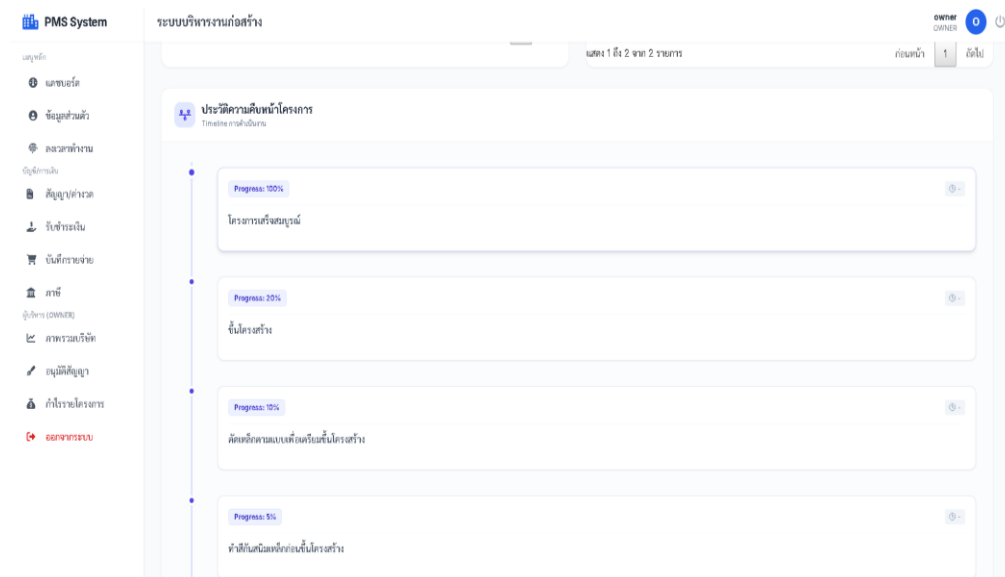 PMS System
ระบบบริหารงานก่อสร้าง
owner
OWNER
O
เมนูหลัก
แดชบอร์ด
ข้อมูลส่วนตัว
ลงเวลาทำงาน
บัญชี/การเงิน
สัญญา/ค่างวด
รับชำระเงิน
บันทึกรายจ่าย
ภาษี
ผู้บริหาร (OWNER)
ภาพรวมบริษัท
อนุมัติสัญญา
กำไรรายโครงการ
ออกจากระบบ
แสดง 1 ถึง 2 จาก 2 รายการ
ก่อนหน้า 1 ถัดไป
ประวัติความคืบหน้าโครงการ
Timeline การดำเนินงาน
Progress: 100%
-
โครงการเสร็จสมบูรณ์
Progress: 20%
-
ขึ้นโครงสร้าง
Progress: 10%
-
ตัดเหล็กตามแบบเพื่อเตรียมขึ้นโครงสร้าง
Progress: 5%
-
ทำสีกันสนิมเหล็กก่อนขึ้นโครงสร้าง